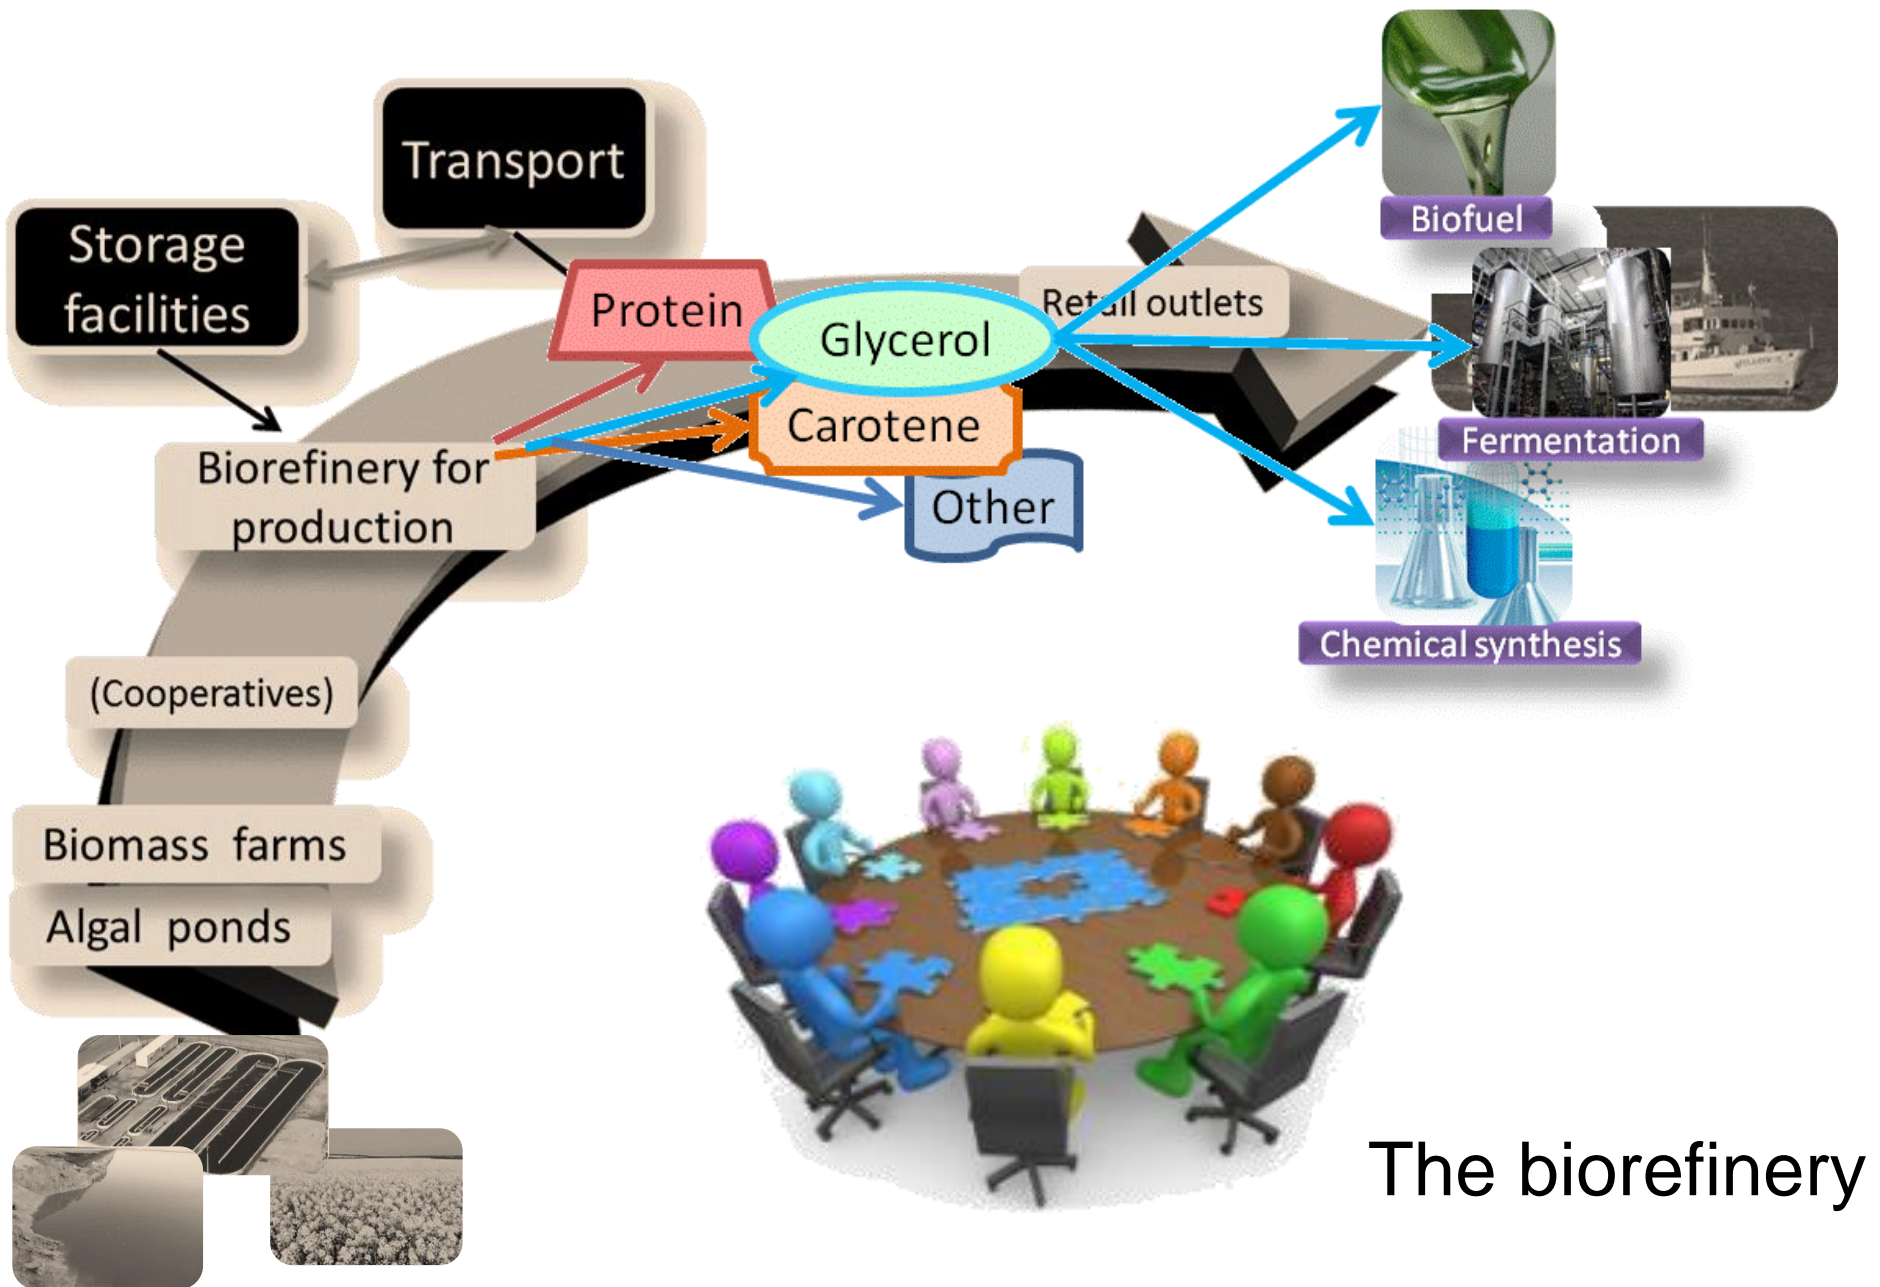 Transport
Storage
facilities
Biofuel
Protein
Retail outlets
Glycerol
Carotene
Fermentation
Biorefinery for
production
Other
Chemical synthesis
(Cooperatives)
Biomass farms
Algal ponds
The biorefinery